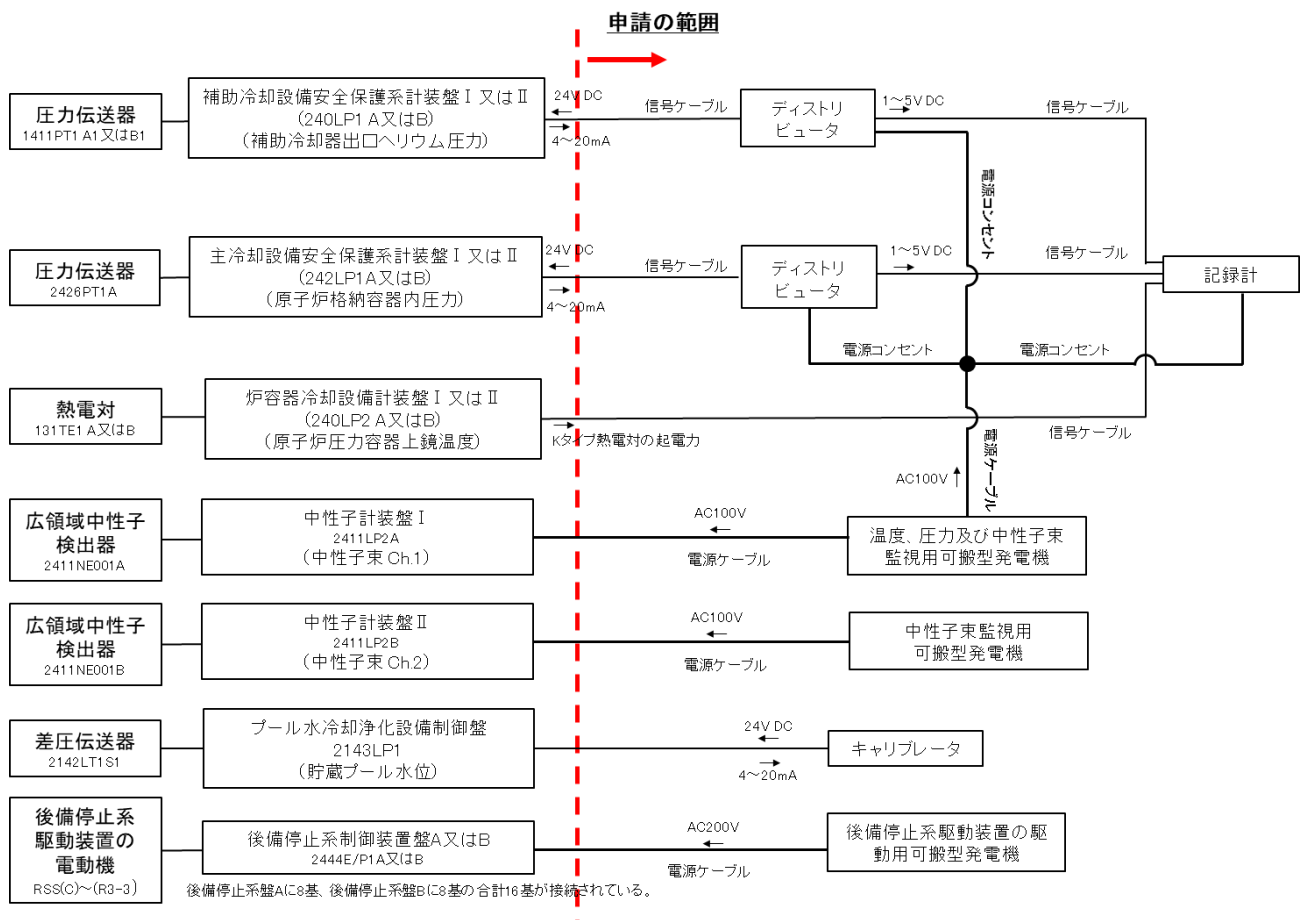 申請の範囲
圧力伝送器
1411PT1 A1又はB1
補助冷却設備安全保護系計装盤Ⅰ又はⅡ
(240LP1 A又はB)
(補助冷却器出口ヘリウム圧力)
24V DC
4～20mA
信号ケーブル
ディストリ
ビュータ
1～5V DC
信号ケーブル
電源コンセント
圧力伝送器
2426PT1A
主冷却設備安全保護系計装盤Ⅰ又はⅡ
(242LP1A又はB)
(原子炉格納容器内圧力)
24V DC
4～20mA
信号ケーブル
ディストリ
ビュータ
1～5V DC
信号ケーブル
記録計
電源コンセント
電源コンセント
熱電対
131TE1 A又はB
炉容器冷却設備計装盤Ⅰ又はⅡ
(240LP2 A又はB)
(原子炉圧力容器上鏡温度)
Kタイプ熱電対の起電力
信号ケーブル
AC100V
電源ケーブル
広領域中性子
検出器
2411NE001A
中性子計装盤Ⅰ
2411LP2A
(中性子束 Ch.1)
AC100V
電源ケーブル
温度、圧力及び中性子束
監視用可搬型発電機
広領域中性子
検出器
2411NE001B
中性子計装盤Ⅱ
2411LP2B
(中性子束 Ch.2)
AC100V
電源ケーブル
中性子束監視用
可搬型発電機
差圧伝送器
2142LT1S1
プール水冷却浄化設備制御盤
2143LP1
(貯蔵プール水位)
24V DC
4～20mA
キャリブレータ
後備停止系
駆動装置の
電動機
RSS(C)～(R3-3)
後備停止系制御装置盤A又はB
2444E/P1A又はB
AC200V
電源ケーブル
後備停止系駆動装置の駆
動用可搬型発電機
後備停止系盤Aに8基、後備停止系盤Bに8基の合計16基が接続されている。